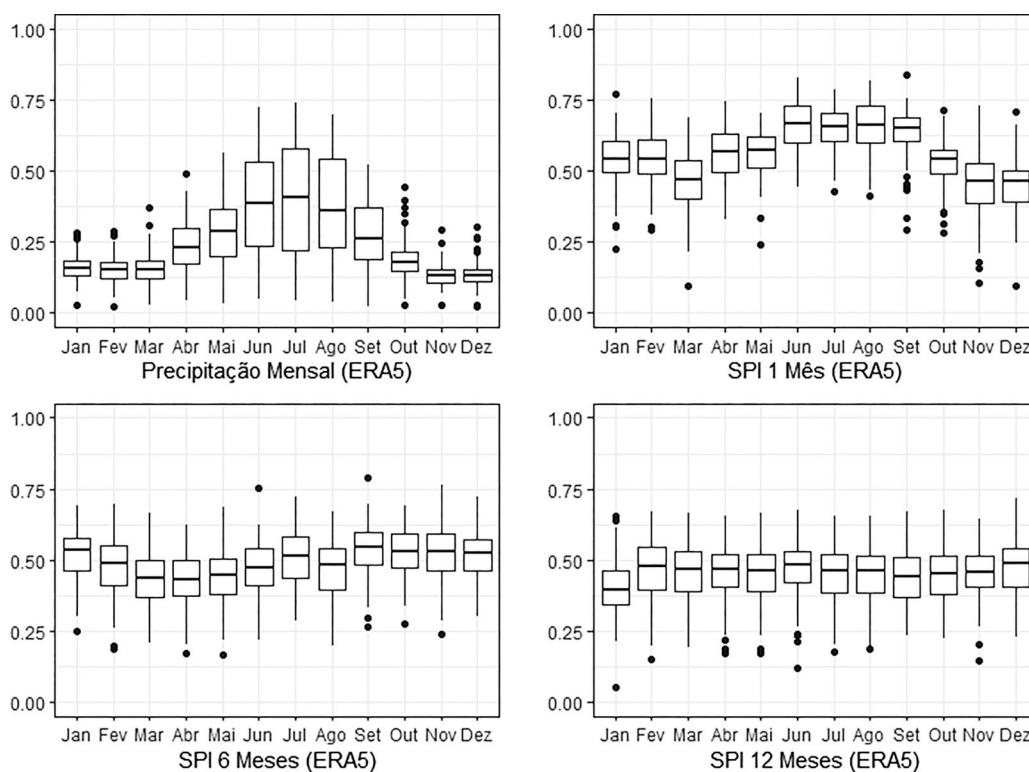 1.00
0.75
0.50
0.25
0.00
Jan Fev Mar Abr Mai Jun Jul Ago Set Out Nov Dez
Precipitação Mensal (ERA5)
1.00
0.75
0.50
0.25
0.00
Jan Fev Mar Abr Mai Jun Jul Ago Set Out Nov Dez
SPI 1 Mês (ERA5)
1.00
0.75
0.50
0.25
0.00
Jan Fev Mar Abr Mai Jun Jul Ago Set Out Nov Dez
SPI 6 Meses (ERA5)
1.00
0.75
0.50
0.25
0.00
Jan Fev Mar Abr Mai Jun Jul Ago Set Out Nov Dez
SPI 12 Meses (ERA5)